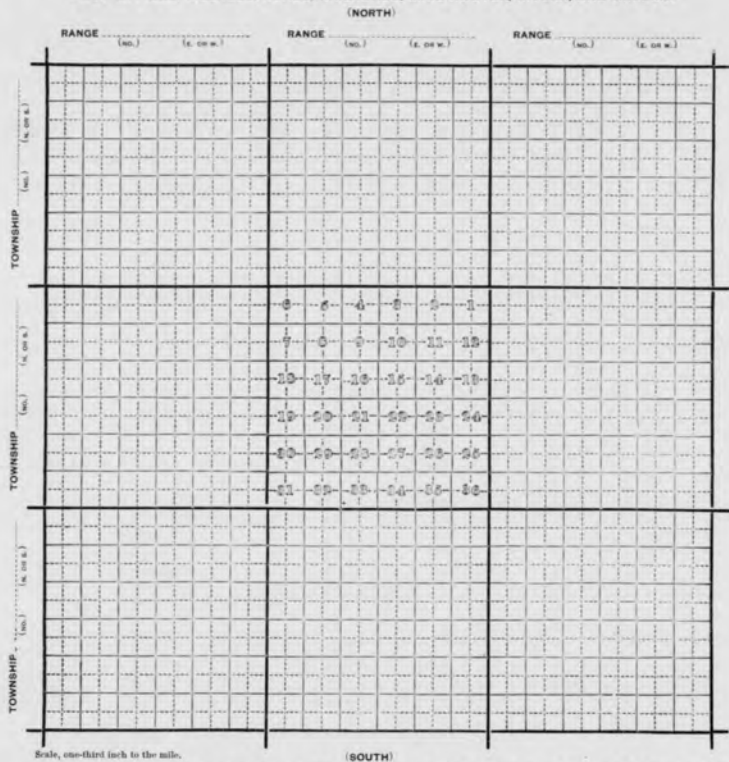 (NORTH)
RANGE (NO.) (E. OR W.) RANGE (NO.) (E. OR W.) RANGE (NO.) (E. OR W.)
TOWNSHIP (NO.) (N. OR S.)
6 5 4 3 2 1
7 8 9 10 11 12
18 17 16 15 14 13
19 20 21 22 23 24
30 29 28 27 26 25
31 32 33 34 35 36
TOWNSHIP (NO.) (N. OR S.)
TOWNSHIP (NO.) (N. OR S.)
Scale, one-third inch to the mile.
(SOUTH)